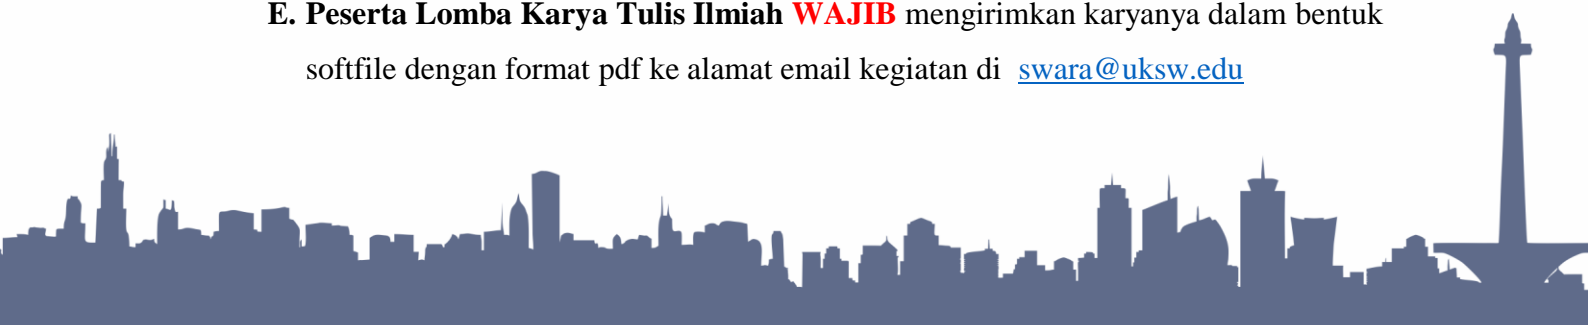 E. Peserta Lomba Karya Tulis Ilmiah WAJIB mengirimkan karyanya dalam bentuk
softfile dengan format pdf ke alamat email kegiatan di swara@uksw.edu